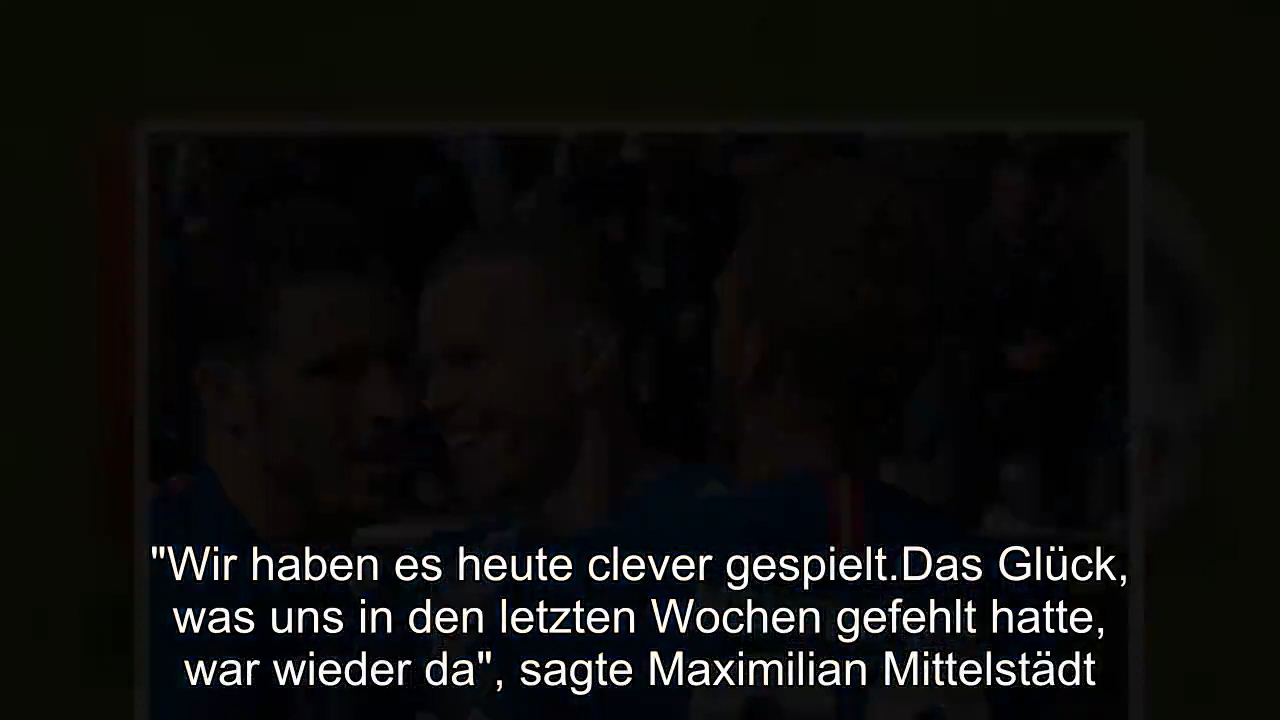 "Wir haben es heute clever gespielt.Das Glück,
was uns in den letzten Wochen gefehlt hatte,
war wieder da", sagte Maximilian Mittelstädt